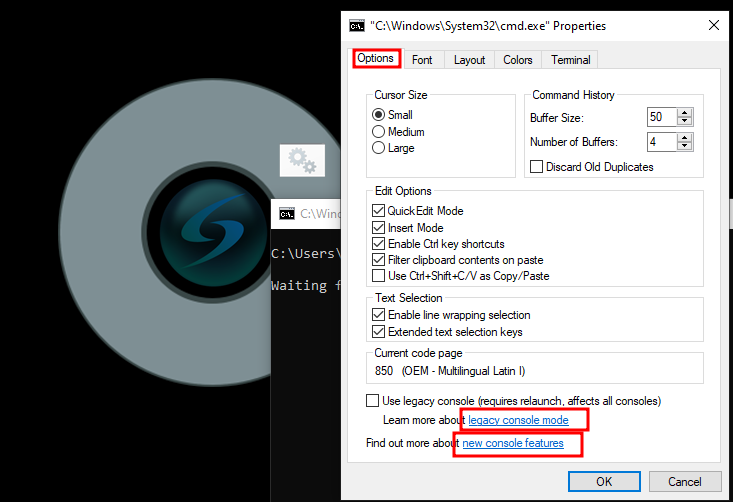 "C:\Windows\System32\cmd.exe" Properties
Options Font Layout Colors Terminal
Cursor Size
Small
Medium
Large
Command History
Buffer Size: 50
Number of Buffers: 4
Discard Old Duplicates
Edit Options
QuickEdit Mode
Insert Mode
Enable Ctrl key shortcuts
Filter clipboard contents on paste
Use Ctrl+Shift+C/V as Copy/Paste
Text Selection
Enable line wrapping selection
Extended text selection keys
Current code page
850 (OEM - Multilingual Latin I)
Use legacy console (requires relaunch, affects all consoles)
Learn more about legacy console mode
Find out more about new console features
OK Cancel
C:\Wind
C:\Users\
Waiting f